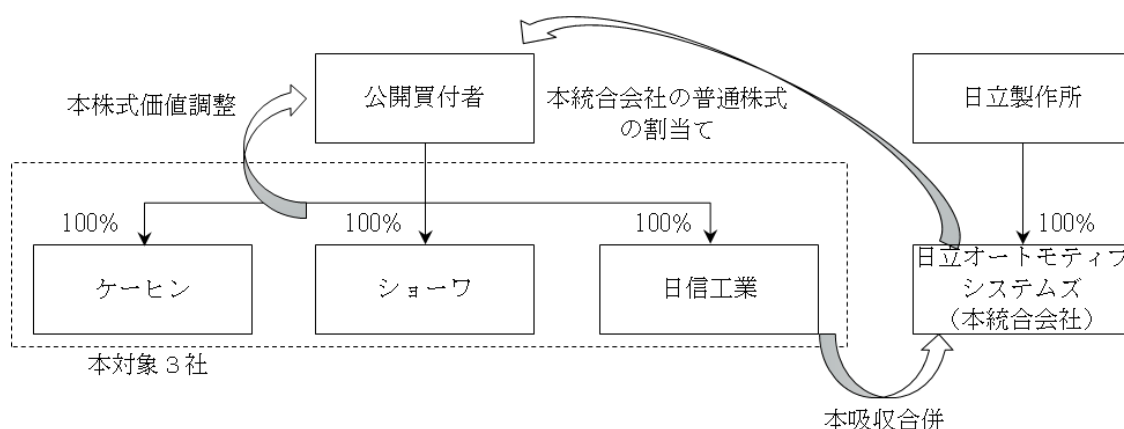 公開買付者
日立製作所
本株式価値調整
本統合会社の普通株式
の割当て
100%
100%
100%
100%
ケーヒン
ショーワ
日信工業
日立オートモティブ
システムズ
（本統合会社）
本対象３社
本吸収合併